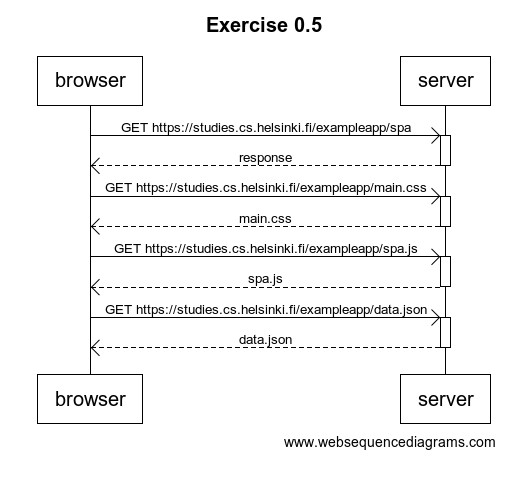 Exercise 0.5
browser server
GET https://studies.cs.helsinki.fi/exampleapp/spa
response
GET https://studies.cs.helsinki.fi/exampleapp/main.css
main.css
GET https://studies.cs.helsinki.fi/exampleapp/spa.js
spa.js
GET https://studies.cs.helsinki.fi/exampleapp/data.json
data.json
browser server
www.websequencediagrams.com